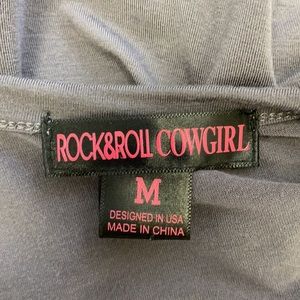 ROCK&ROLL COWGIRL
M
DESIGNED IN USA
MADE IN CHINA